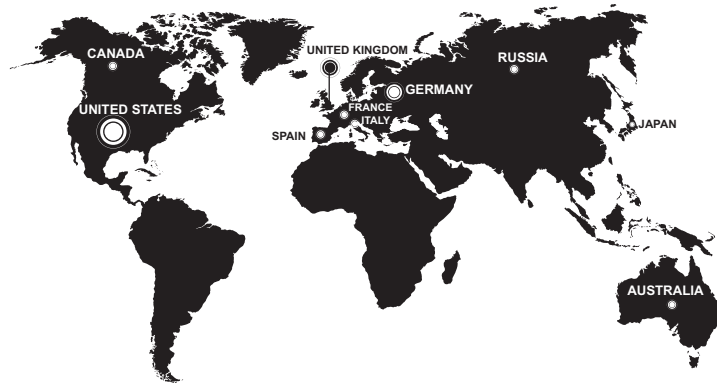 CANADA
UNITED KINGDOM
RUSSIA
UNITED STATES
GERMANY
FRANCE
ITALY
SPAIN
JAPAN
AUSTRALIA